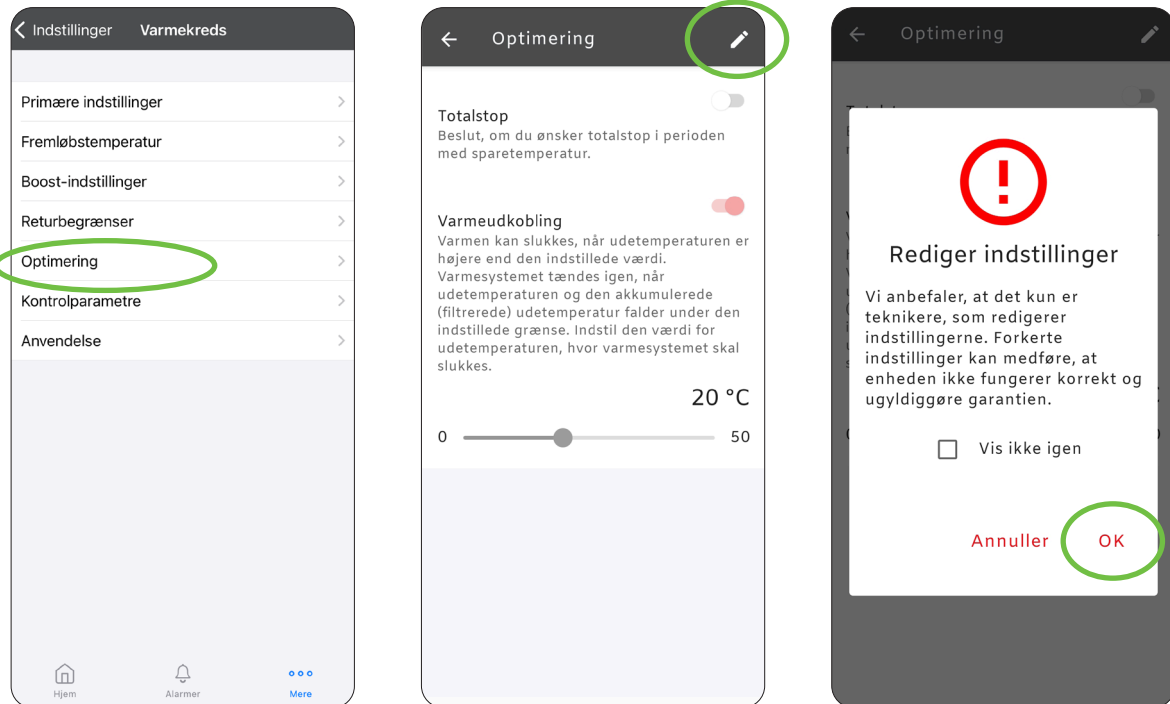 Indstillinger Varmekreds
Primære indstillinger
Fremløbstemperatur
Boost-indstillinger
Returbegrænser
Optimering
Kontrolparametre
Anvendelse
Hjem Alarmer Mere
Optimering
Totalstop
Beslut, om du ønsker totalstop i perioden
med sparetemperatur.
Varmeudkobling
Varmen kan slukkes, når udetemperaturen er
højere end den indstillede værdi.
Varmesystemet tændes igen, når
udetemperaturen og den akkumulerede
(filtrerede) udetemperatur falder under den
indstillede grænse. Indstil den værdi for
udetemperaturen, hvor varmesystemet skal
slukkes.
20 °C
0 50
Optimering
Rediger indstillinger
Vi anbefaler, at det kun er
teknikere, som redigerer
indstillingerne. Forkerte
indstillinger kan medføre, at
enheden ikke fungerer korrekt og
ugyldiggøre garantien.
Vis ikke igen
Annuller OK